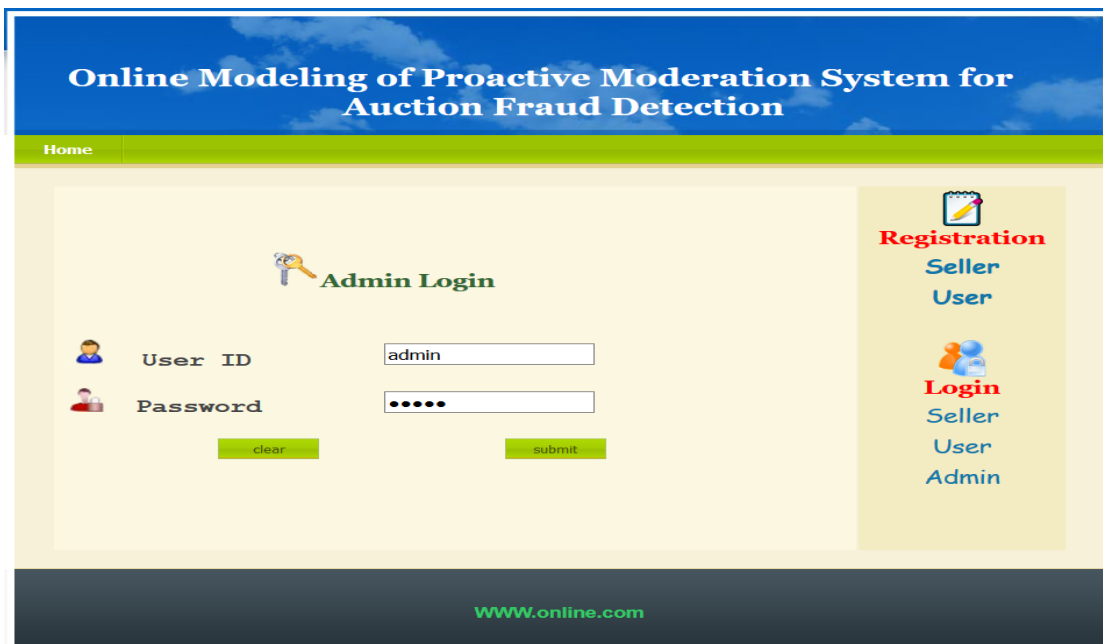 Online Modeling of Proactive Moderation System for
Auction Fraud Detection
Home
Admin Login
User ID
admin
Password
•••••
clear
submit
Registration
Seller
User
Login
Seller
User
Admin
WWW.online.com